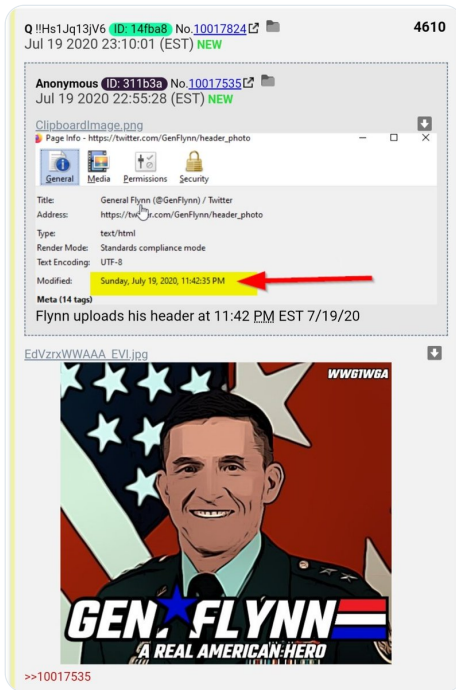 Q !!Hs1Jq13jV6 ID: 14fba8 No.10017824 4610
Jul 19 2020 23:10:01 (EST) NEW
Anonymous ID: 311b3a No.10017535
Jul 19 2020 22:55:28 (EST) NEW
ClipboardImage.png
Page Info - https://twitter.com/GenFlynn/header_photo
General Media Permissions Security
Title: General Flynn (@GenFlynn) / Twitter
Address: https://tw r.com/GenFlynn/header_photo
Type: text/html
Render Mode: Standards compliance mode
Text Encoding: UTF-8
Modified: Sunday, July 19, 2020, 11:42:35 PM
Meta (14 tags)
Flynn uploads his header at 11:42 PM EST 7/19/20
EdVzrxWWAAA_EVI.jpg
WWG1WGA
GEN. FLYNN
A REAL AMERICAN HERO
>>10017535